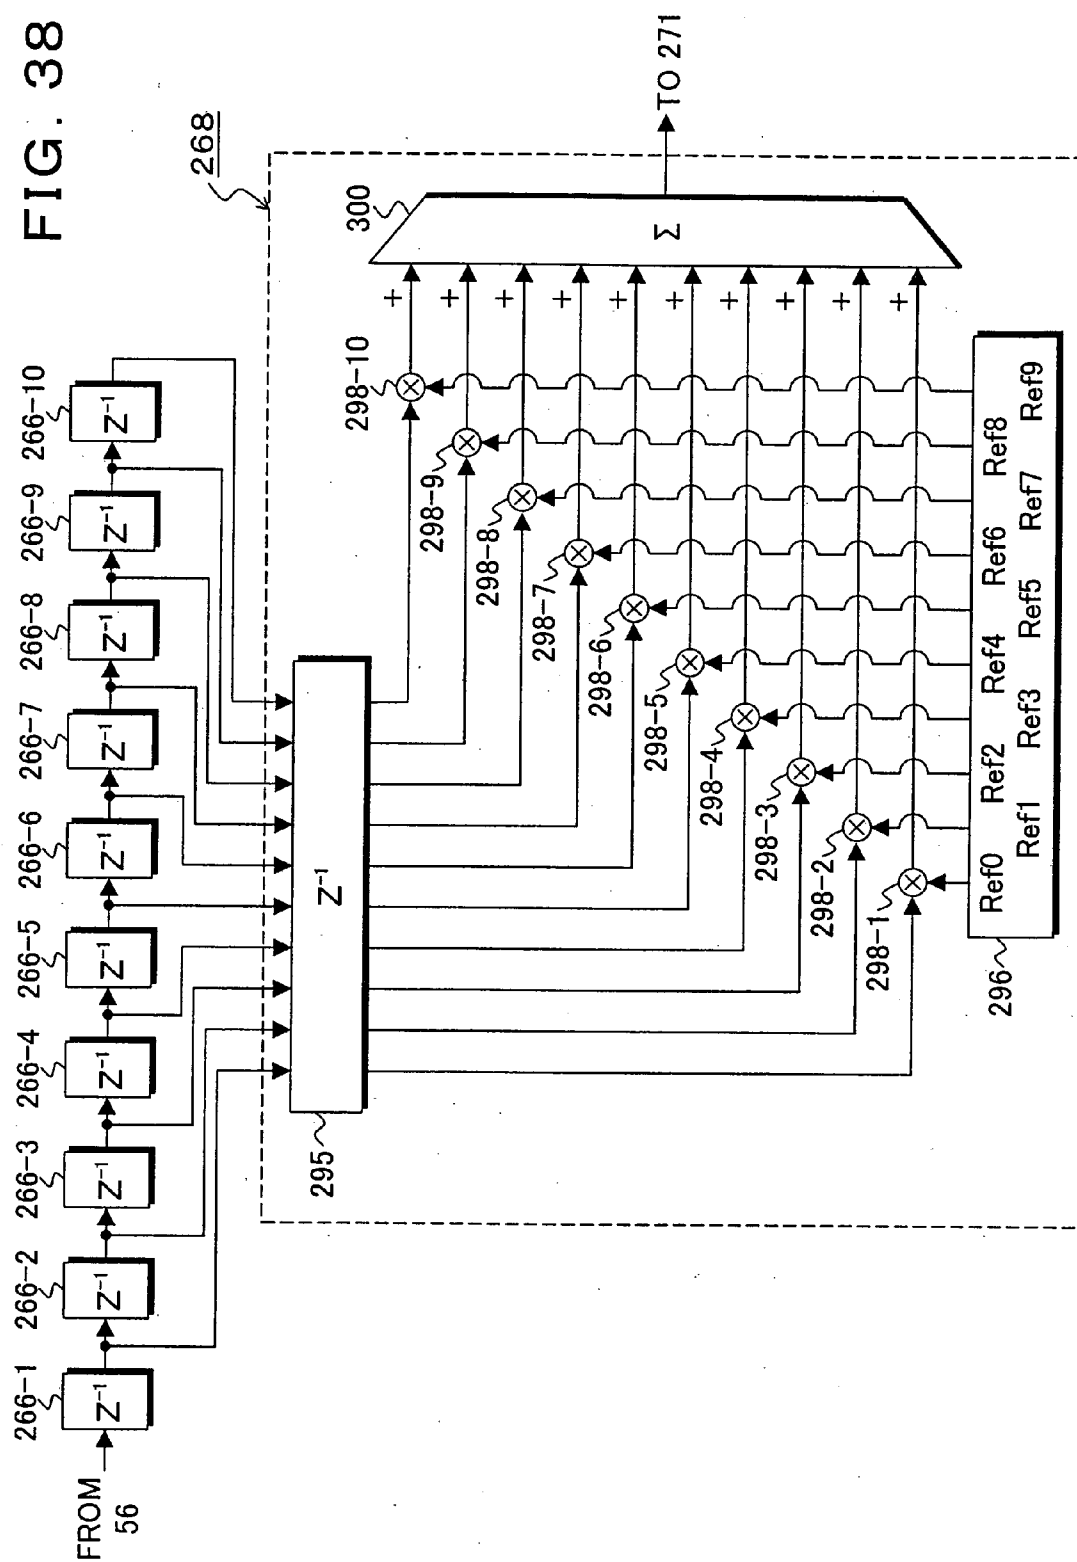 FIG. 38
268
266-1
266-2
266-3
266-4
266-5
266-6
266-7
266-8
266-9
266-10
FROM
56
Z⁻¹
Z⁻¹
Z⁻¹
Z⁻¹
Z⁻¹
Z⁻¹
Z⁻¹
Z⁻¹
Z⁻¹
Z⁻¹
295
Z⁻¹
298-10
298-9
298-8
298-7
298-6
298-5
298-4
298-3
298-2
298-1
×
×
×
×
×
×
×
×
×
×
+
+
+
+
+
+
+
+
+
+
300
Σ
TO 271
296
Ref0
Ref1
Ref2
Ref3
Ref4
Ref5
Ref6
Ref7
Ref8
Ref9